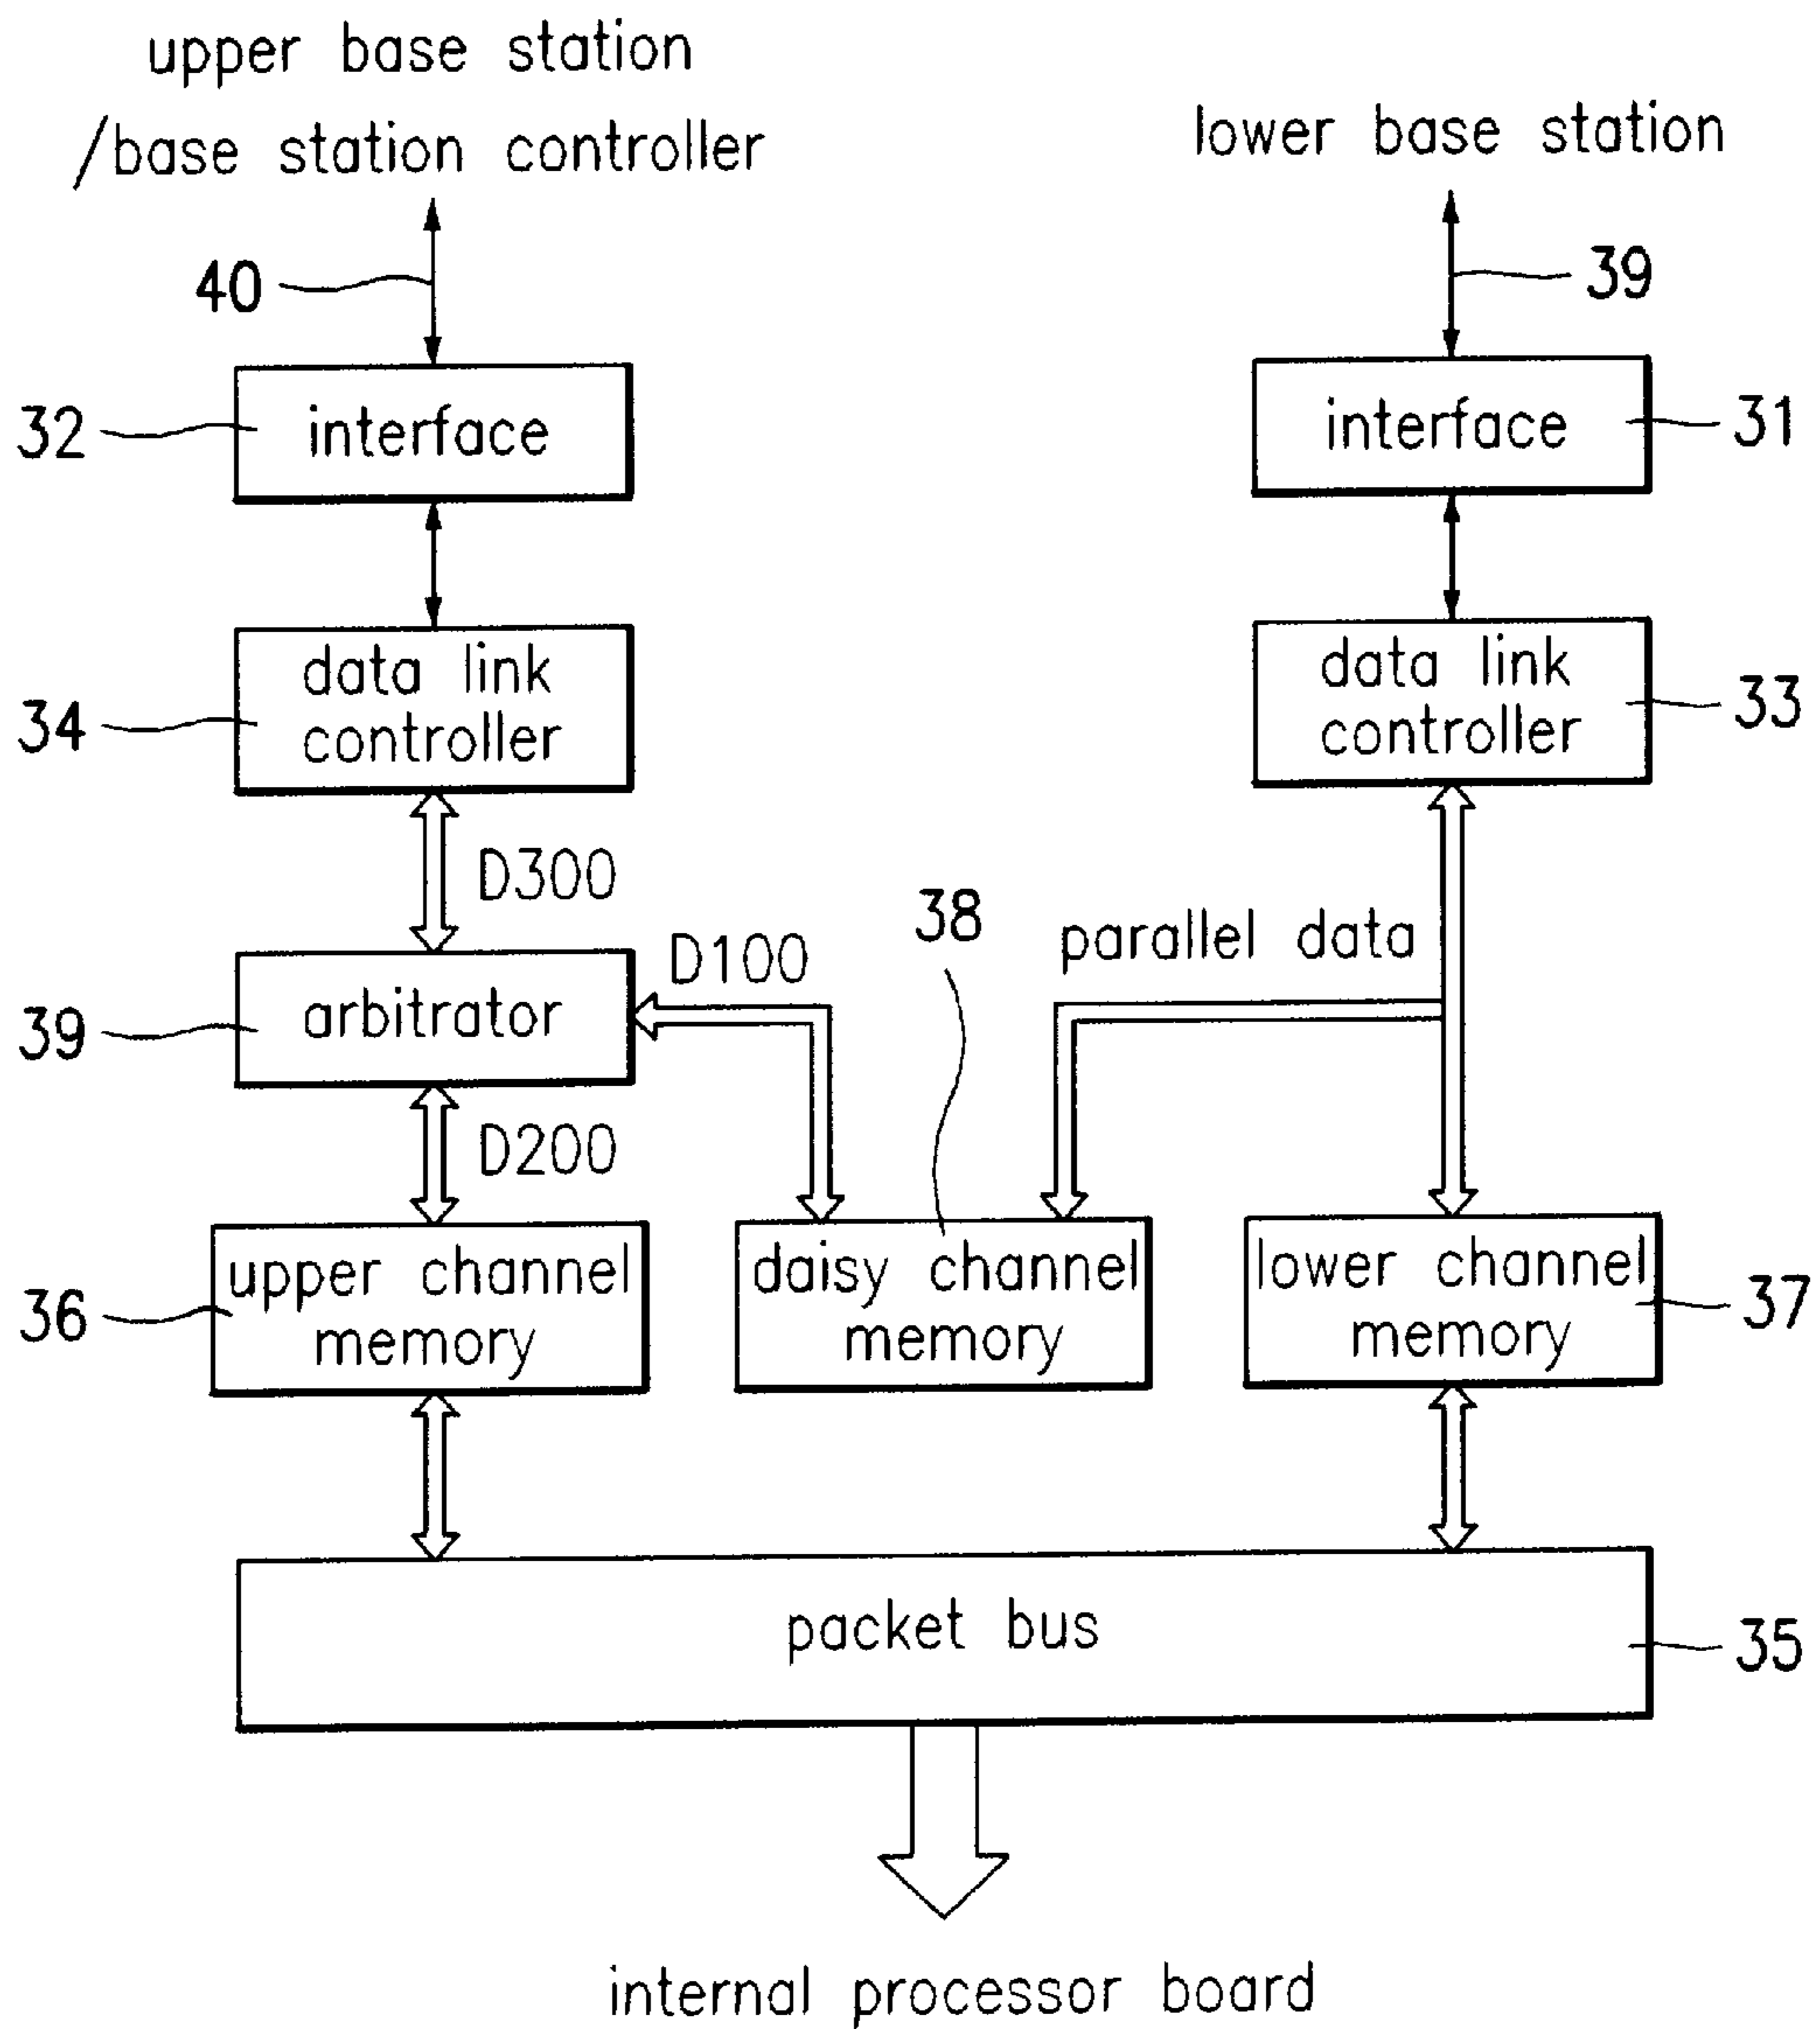 upper base station
/base station controller
lower base station
40
39
32
interface
interface
31
34
data link
controller
data link
controller
33
D300
38
parallel data
D100
39
arbitrator
D200
36
upper channel
memory
daisy channel
memory
lower channel
memory
37
packet bus
35
internal processor board